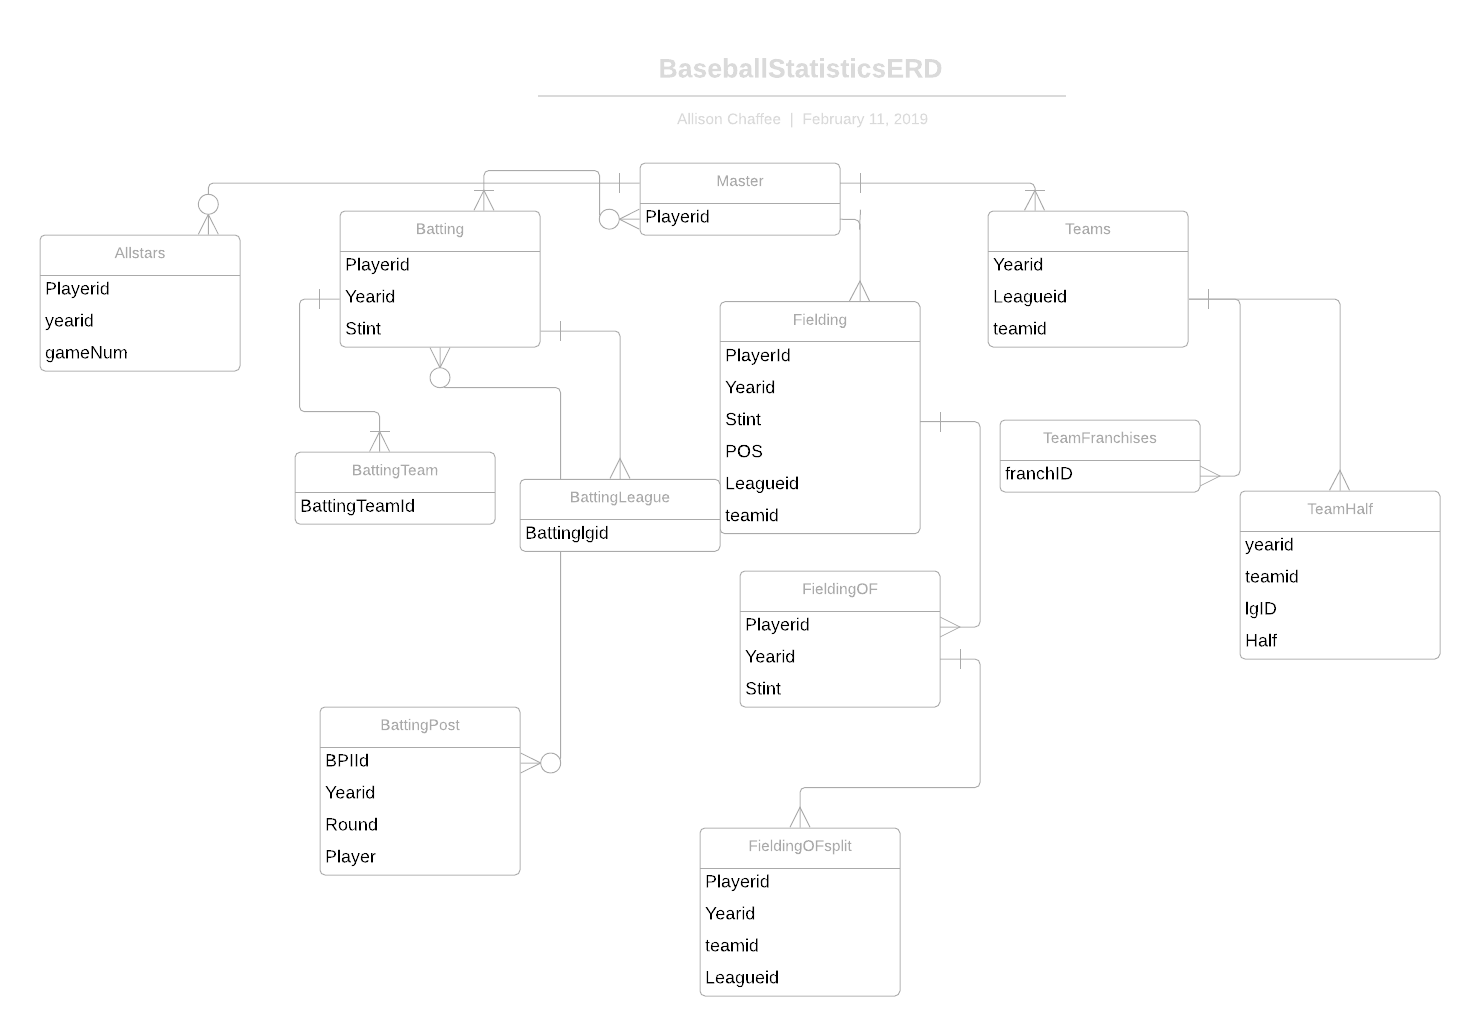 BaseballStatisticsERD
Allison Chaffee | February 11, 2019
Master
Playerid
Allstars
Playerid
yearid
gameNum
Batting
Playerid
Yearid
Stint
Teams
Yearid
Leagueid
teamid
Fielding
PlayerId
Yearid
Stint
POS
Leagueid
teamid
TeamFranchises
franchID
BattingTeam
BattingTeamId
BattingLeague
Battinglgid
TeamHalf
yearid
teamid
lgID
Half
FieldingOF
Playerid
Yearid
Stint
BattingPost
BPlId
Yearid
Round
Player
FieldingOFsplit
Playerid
Yearid
teamid
Leagueid